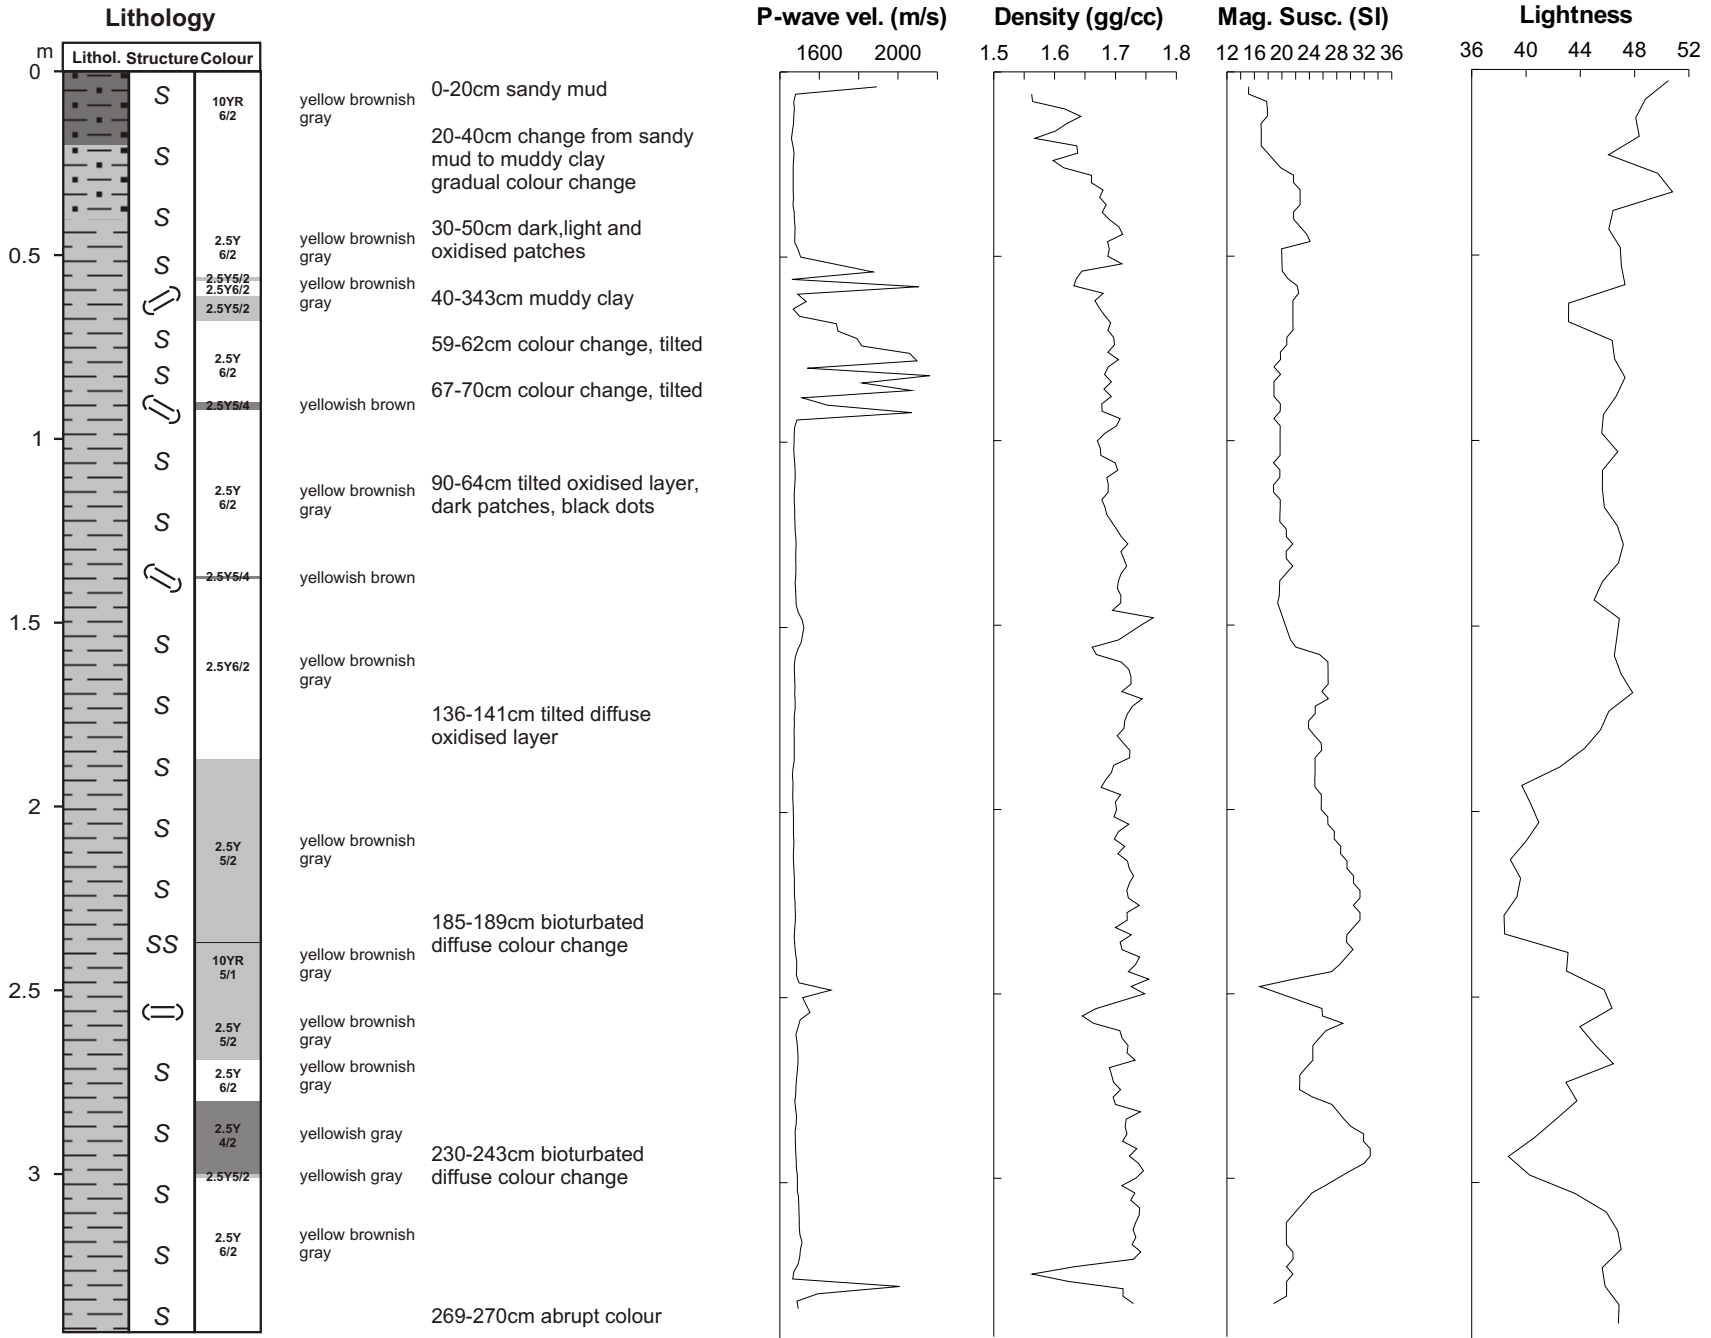 Lithology
P-wave vel. (m/s)
Density (gg/cc)
Mag. Susc. (SI)
Lightness
m
Lithol.
Structure
Colour
1600 2000
1.5 1.6 1.7 1.8
12 16 20 24 28 32 36
36 40 44 48 52
0
0.5
1
1.5
2
2.5
3
S
S
S
S
S
S
S
S
S
S
S
S
S
SS
S
S
S
S
S
10YR
6/2
2.5Y
6/2
2.5Y5/2
2.5Y6/2
2.5Y5/2
2.5Y
6/2
2.5Y5/4
2.5Y
6/2
2.5Y5/4
2.5Y6/2
2.5Y
5/2
10YR
5/1
2.5Y
5/2
2.5Y
6/2
2.5Y
4/2
2.5Y5/2
2.5Y
6/2
yellow brownish
gray
yellow brownish
gray
yellow brownish
gray
yellowish brown
yellow brownish
gray
yellowish brown
yellow brownish
gray
yellow brownish
gray
yellow brownish
gray
yellow brownish
gray
yellow brownish
gray
yellowish gray
yellowish gray
yellow brownish
gray
0-20cm sandy mud
20-40cm change from sandy
mud to muddy clay
gradual colour change
30-50cm dark,light and
oxidised patches
40-343cm muddy clay
59-62cm colour change, tilted
67-70cm colour change, tilted
90-64cm tilted oxidised layer,
dark patches, black dots
136-141cm tilted diffuse
oxidised layer
185-189cm bioturbated
diffuse colour change
230-243cm bioturbated
diffuse colour change
269-270cm abrupt colour